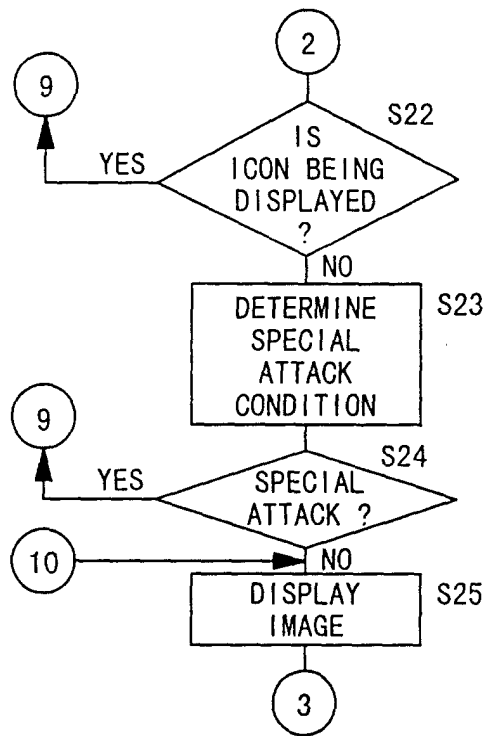 2
9
S22
YES
IS
ICON BEING
DISPLAYED
?
NO
DETERMINE
SPECIAL
ATTACK
CONDITION
S23
9
S24
YES
SPECIAL
ATTACK ?
10
NO
DISPLAY
IMAGE
S25
3